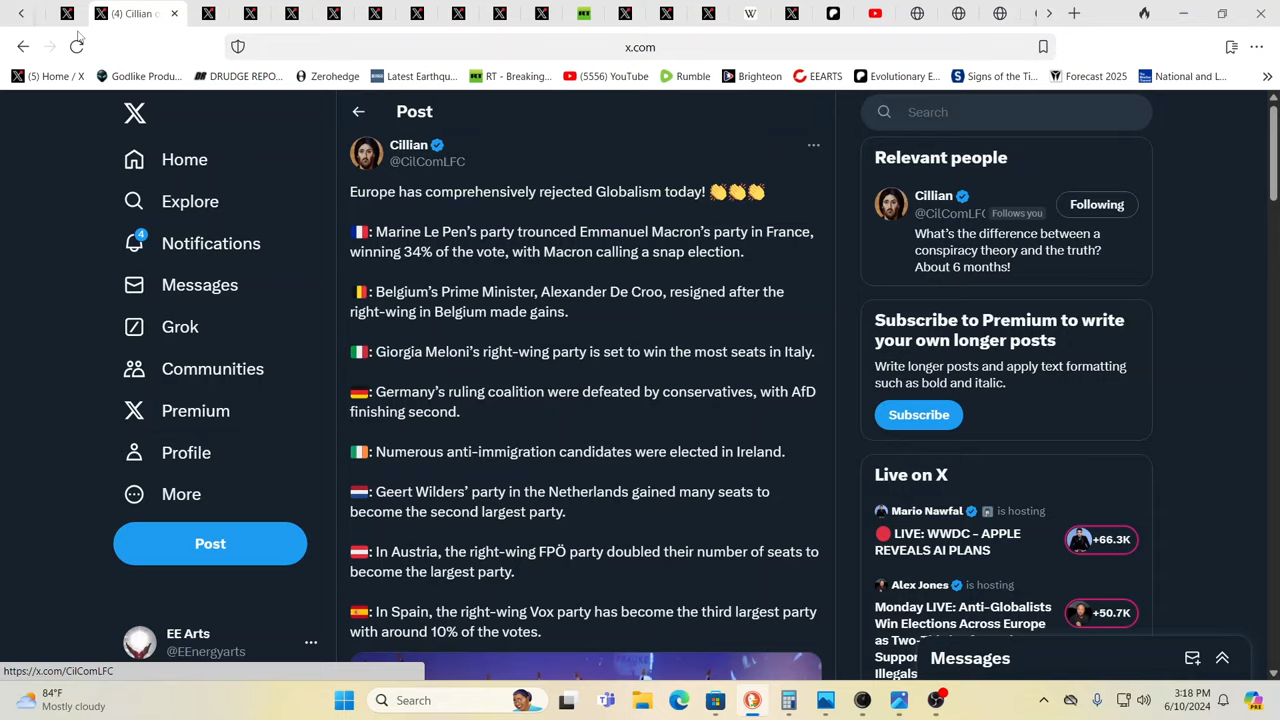 (4) Cillian
x.com
(5) Home / X
Godlike Produ...
DRUDGE REPO...
Zerohedge
Latest Earthqu...
RT - Breaking...
(5556) YouTube
Rumble
Brighteon
EEARTS
Evolutionary E...
Signs of the Ti...
Forecast 2025
National and L...
Post
Search
Cillian
@CilComLFC
Europe has comprehensively rejected Globalism today! 👏👏👏
🇫🇷: Marine Le Pen's party trounced Emmanuel Macron's party in France,
winning 34% of the vote, with Macron calling a snap election.
🇧🇪: Belgium's Prime Minister, Alexander De Croo, resigned after the
right-wing in Belgium made gains.
🇮🇹: Giorgia Meloni's right-wing party is set to win the most seats in Italy.
🇩🇪: Germany's ruling coalition were defeated by conservatives, with AfD
finishing second.
🇮🇪: Numerous anti-immigration candidates were elected in Ireland.
🇳🇱: Geert Wilders' party in the Netherlands gained many seats to
become the second largest party.
🇦🇹: In Austria, the right-wing FPÖ party doubled their number of seats to
become the largest party.
🇪🇸: In Spain, the right-wing Vox party has become the third largest party
with around 10% of the votes.
Home
Explore
4
Notifications
Messages
Grok
Communities
Premium
Profile
More
Post
EE Arts
@EEnergyarts
Relevant people
Cillian
@CilComLFC Follows you
Following
What's the difference between a
conspiracy theory and the truth?
About 6 months!
Subscribe to Premium to write
your own longer posts
Write longer posts and apply text formatting
such as bold and italic.
Subscribe
Live on X
Mario Nawfal is hosting
LIVE: WWDC - APPLE
REVEALS AI PLANS
+66.3K
Alex Jones is hosting
Monday LIVE: Anti-Globalists
Win Elections Across Europe
as Two-
Suppor
Illegals
+50.7K
Messages
https://x.com/CilComLFC
84°F
Mostly cloudy
Search
3:18 PM
6/10/2024